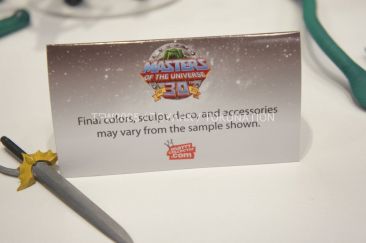 MASTERS
OF THE UNIVERSE
30
Final colors, sculpt, deco, and accessories
may vary from the sample shown.
matty
collector
.com